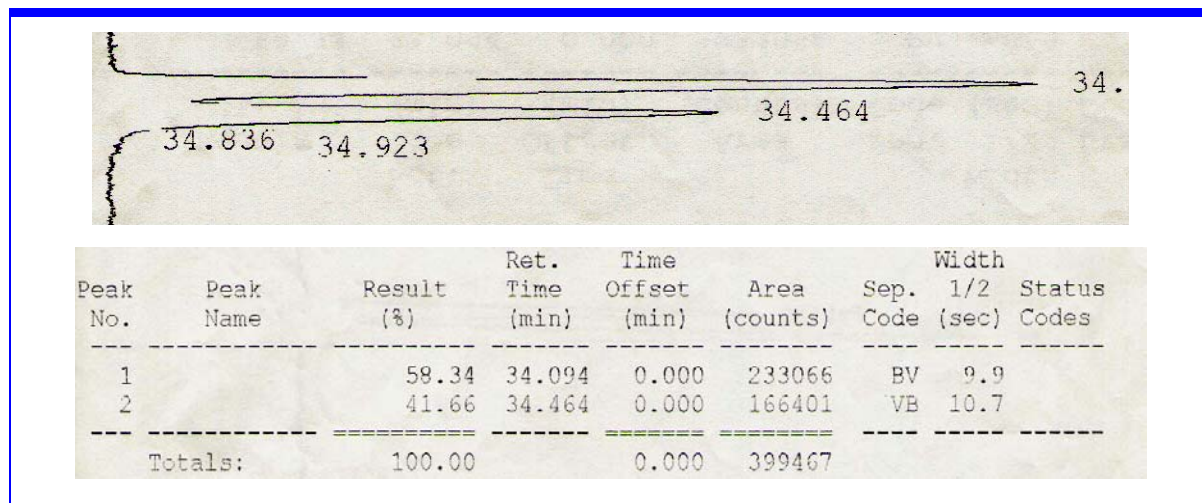 34.
34.464
34.836 34.923
Ret. Time Width
Peak Peak Result Time Offset Area Sep. 1/2 Status
No. Name (%) (min) (min) (counts) Code (sec) Codes
1 58.34 34.094 0.000 233066 BV 9.9
2 41.66 34.464 0.000 166401 VB 10.7
Totals: 100.00 0.000 399467